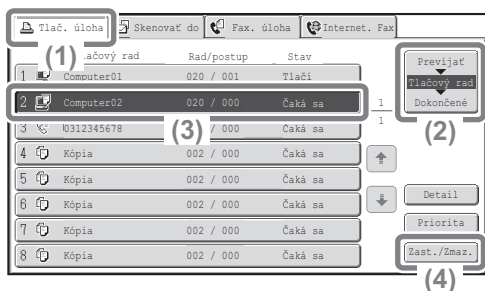 Tlač. úloha Skenovať do Fax. úloha Internet. Fax
(1) ačový rad Rad/postup Stav
1 Computer01 020 / 001 Tlačí
2 Computer02 020 / 000 Čaká sa
3 0312345678 (3) 002 / 000 Čaká sa
4 Kópia 002 / 000 Čaká sa
5 Kópia 002 / 000 Čaká sa
6 Kópia 002 / 000 Čaká sa
7 Kópia 002 / 000 Čaká sa
8 Kópia 002 / 000 Čaká sa
1
1
Previjať
Tlačový rad
Dokončené
(2)
Detail
Priorita
Zast./Zmaz.
(4)